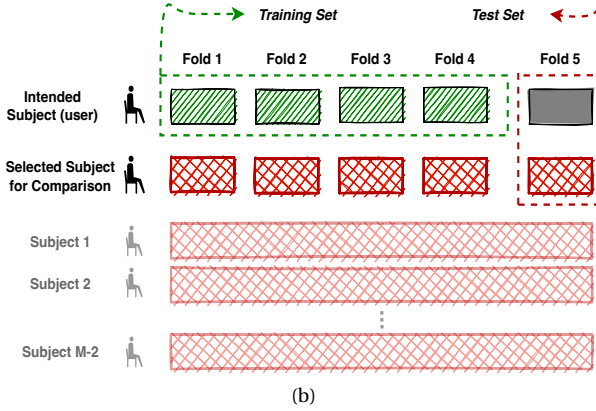 Training Set
Test Set
Fold 1
Fold 2
Fold 3
Fold 4
Fold 5
Intended
Subject (user)
Selected Subject
for Comparison
Subject 1
Subject 2
Subject M-2
(b)